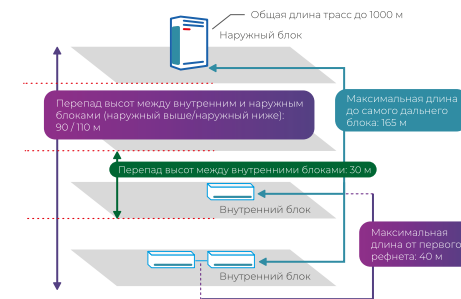 Общая длина трасс до 1000 м
Наружный блок
Перепад высот между внутренним и наружным
блоками (наружный выше/наружный ниже):
90 / 110 м
Максимальная длина
до самого дальнего
блока: 165 м
Перепад высот между внутренними блоками: 30 м
Внутренний блок
Максимальная
длина от первого
рефнета: 40 м
Внутренний блок